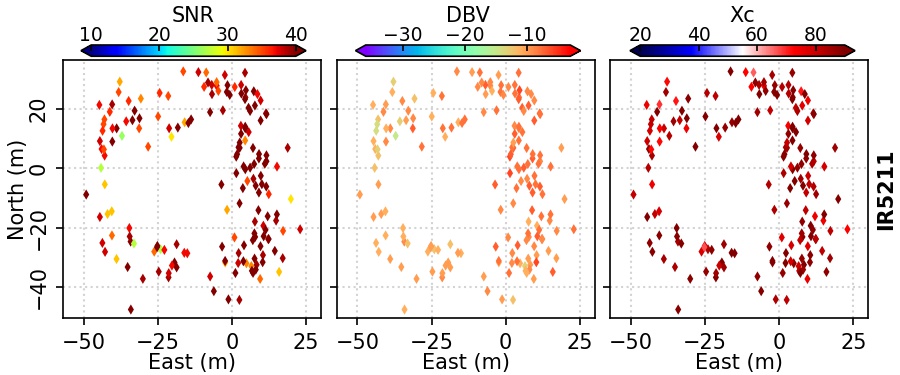 SNR DBV Xc
10 20 30 40 −30 −20 −10 20 40 60 80
North (m)
20
0
−20
−40
IR5211
−50 −25 0 25 −50 −25 0 25 −50 −25 0 25
East (m) East (m) East (m)